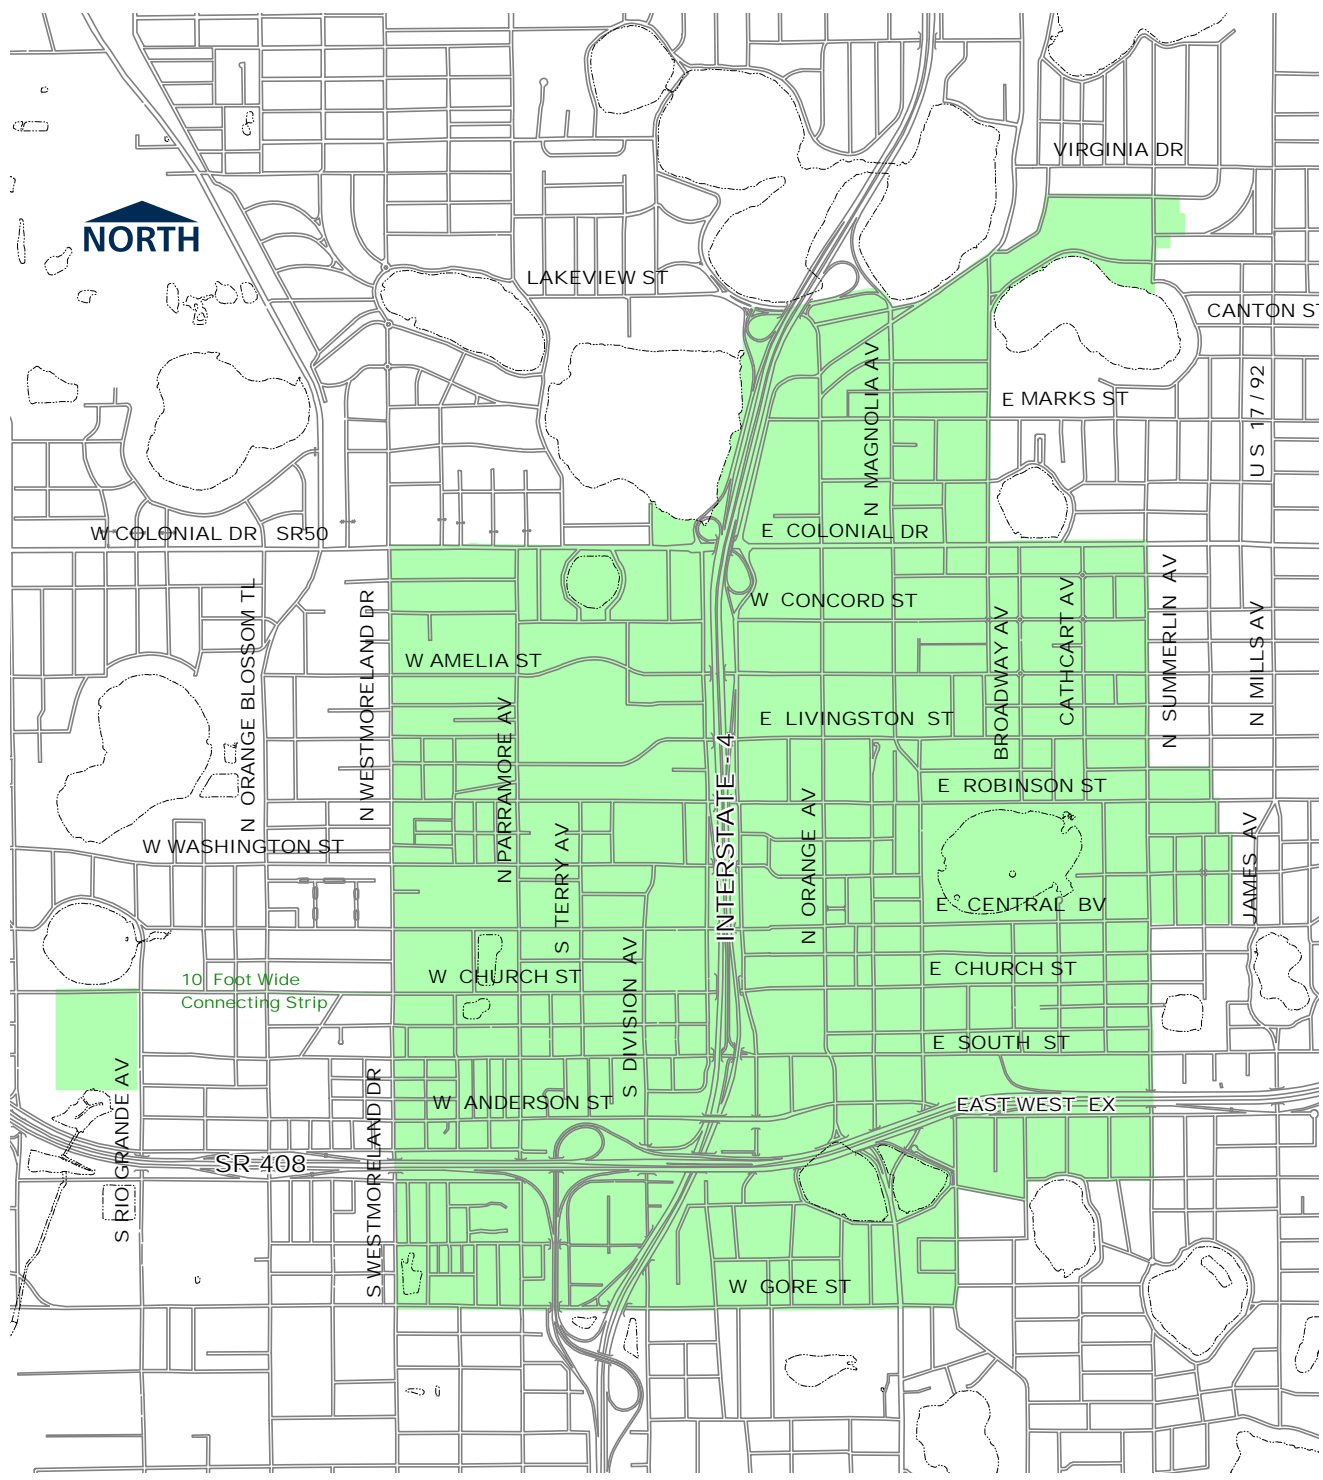 VIRGINIA DR
NORTH
LAKEVIEW ST
CANTON ST
N MAGNOLIA AV
E MARKS ST
U S 17 / 92
W COLONIAL DR SR50
E COLONIAL DR
N ORANGE BLOSSOM TL
N WESTMORELAND DR
W CONCORD ST
BROADWAY AV
CATHCART AV
N SUMMERLIN AV
N MILLS AV
W AMELIA ST
N PARRAMORE AV
E LIVINGSTON ST
INTERSTATE - 4
E ROBINSON ST
N ORANGE AV
W WASHINGTON ST
S TERRY AV
JAMES AV
E CENTRAL BV
S DIVISION AV
W CHURCH ST
E CHURCH ST
10 Foot Wide
Connecting Strip
E SOUTH ST
S RIO GRANDE AV
S WESTMORELAND DR
W ANDERSON ST
EAST WEST EX
SR 408
W GORE ST